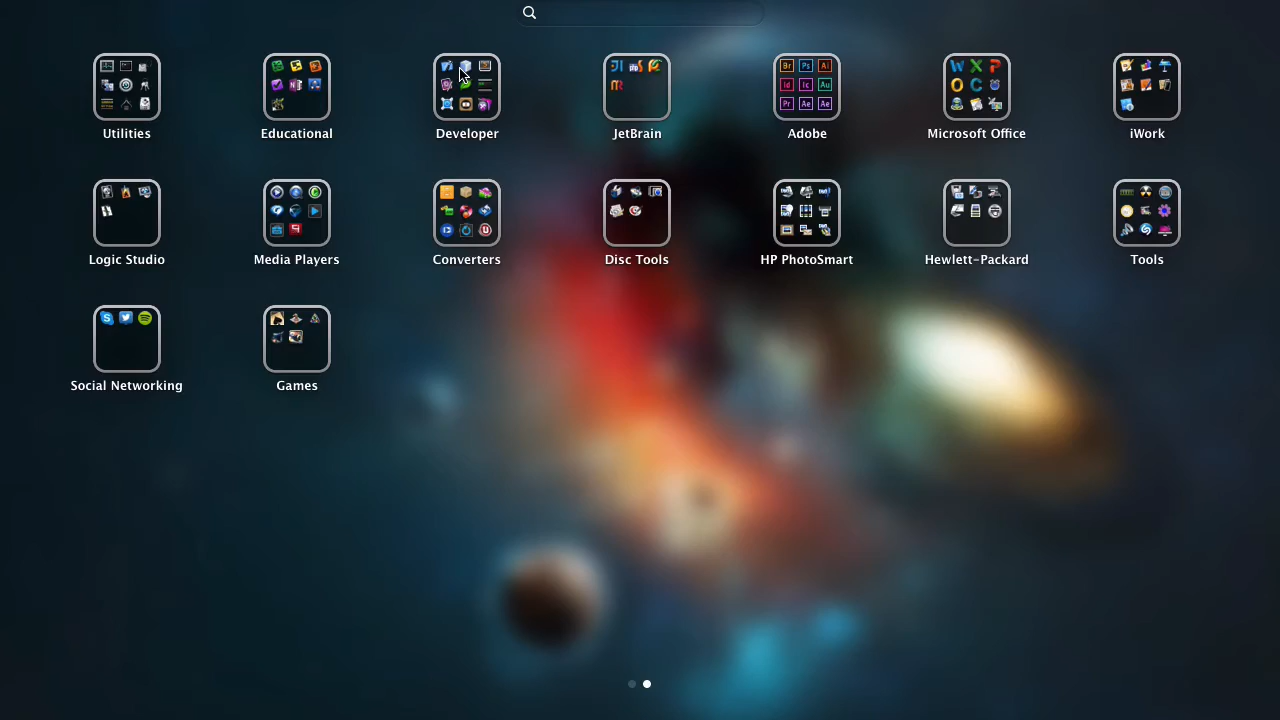 Utilities
Educational
Developer
JetBrain
Adobe
Microsoft Office
iWork
Logic Studio
Media Players
Converters
Disc Tools
HP PhotoSmart
Hewlett-Packard
Tools
Social Networking
Games